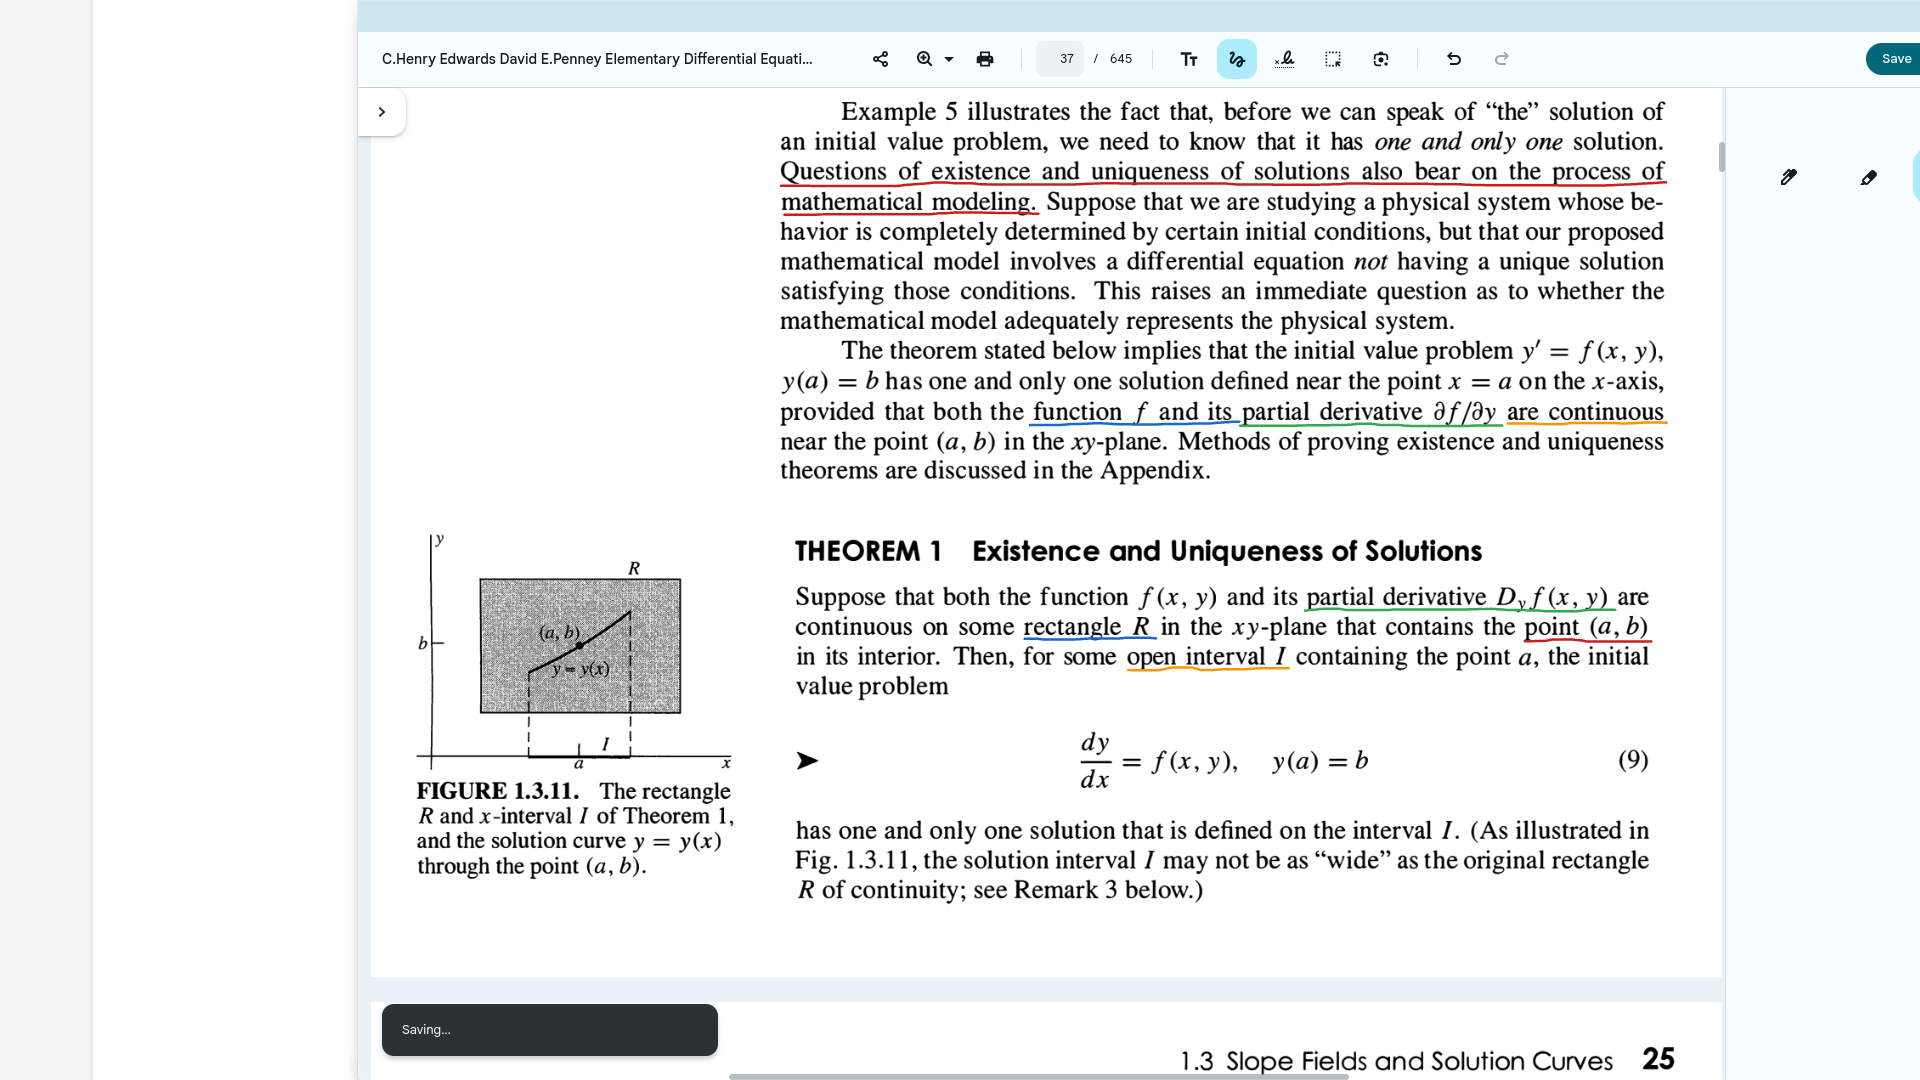 C.Henry Edwards David E.Penney Elementary Differential Equati...
37 / 645
Save
Example 5 illustrates the fact that, before we can speak of “the” solution of
an initial value problem, we need to know that it has one and only one solution.
Questions of existence and uniqueness of solutions also bear on the process of
mathematical modeling. Suppose that we are studying a physical system whose be-
havior is completely determined by certain initial conditions, but that our proposed
mathematical model involves a differential equation not having a unique solution
satisfying those conditions. This raises an immediate question as to whether the
mathematical model adequately represents the physical system.
The theorem stated below implies that the initial value problem y′ = f(x, y),
y(a) = b has one and only one solution defined near the point x = a on the x-axis,
provided that both the function f and its partial derivative ∂f/∂y are continuous
near the point (a, b) in the xy-plane. Methods of proving existence and uniqueness
theorems are discussed in the Appendix.
y
R
(a, b)
b
y = y(x)
I
a
x
FIGURE 1.3.11. The rectangle
R and x-interval I of Theorem 1,
and the solution curve y = y(x)
through the point (a, b).
THEOREM 1 Existence and Uniqueness of Solutions
Suppose that both the function f(x, y) and its partial derivative Dyf(x, y) are
continuous on some rectangle R in the xy-plane that contains the point (a, b)
in its interior. Then, for some open interval I containing the point a, the initial
value problem
dy/dx = f(x, y), y(a) = b (9)
has one and only one solution that is defined on the interval I. (As illustrated in
Fig. 1.3.11, the solution interval I may not be as “wide” as the original rectangle
R of continuity; see Remark 3 below.)
Saving...
1.3 Slope Fields and Solution Curves 25